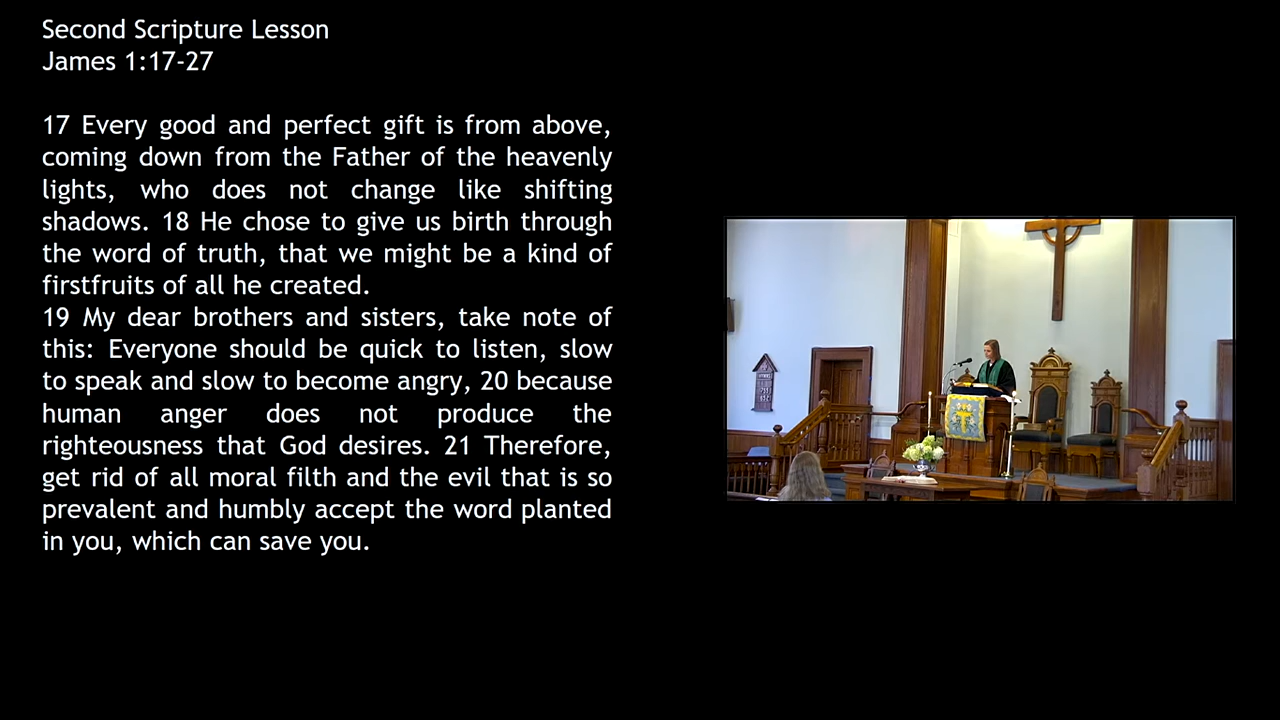 Second Scripture Lesson
James 1:17-27
17 Every good and perfect gift is from above,
coming down from the Father of the heavenly
lights, who does not change like shifting
shadows. 18 He chose to give us birth through
the word of truth, that we might be a kind of
firstfruits of all he created.
19 My dear brothers and sisters, take note of
this: Everyone should be quick to listen, slow
to speak and slow to become angry, 20 because
human anger does not produce the
righteousness that God desires. 21 Therefore,
get rid of all moral filth and the evil that is so
prevalent and humbly accept the word planted
in you, which can save you.